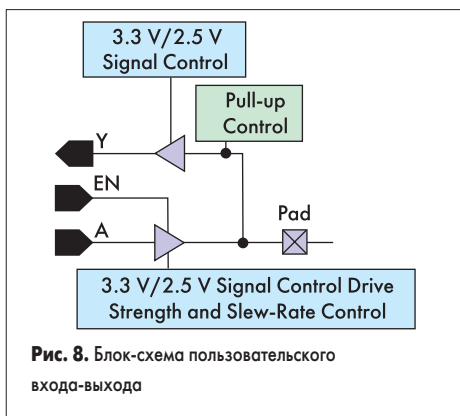 3.3 V/2.5 V
Signal Control
Pull-up
Control
Y
EN
A
Pad
3.3 V/2.5 V Signal Control Drive
Strength and Slew-Rate Control
Рис. 8. Блок-схема пользовательского
входа-выхода